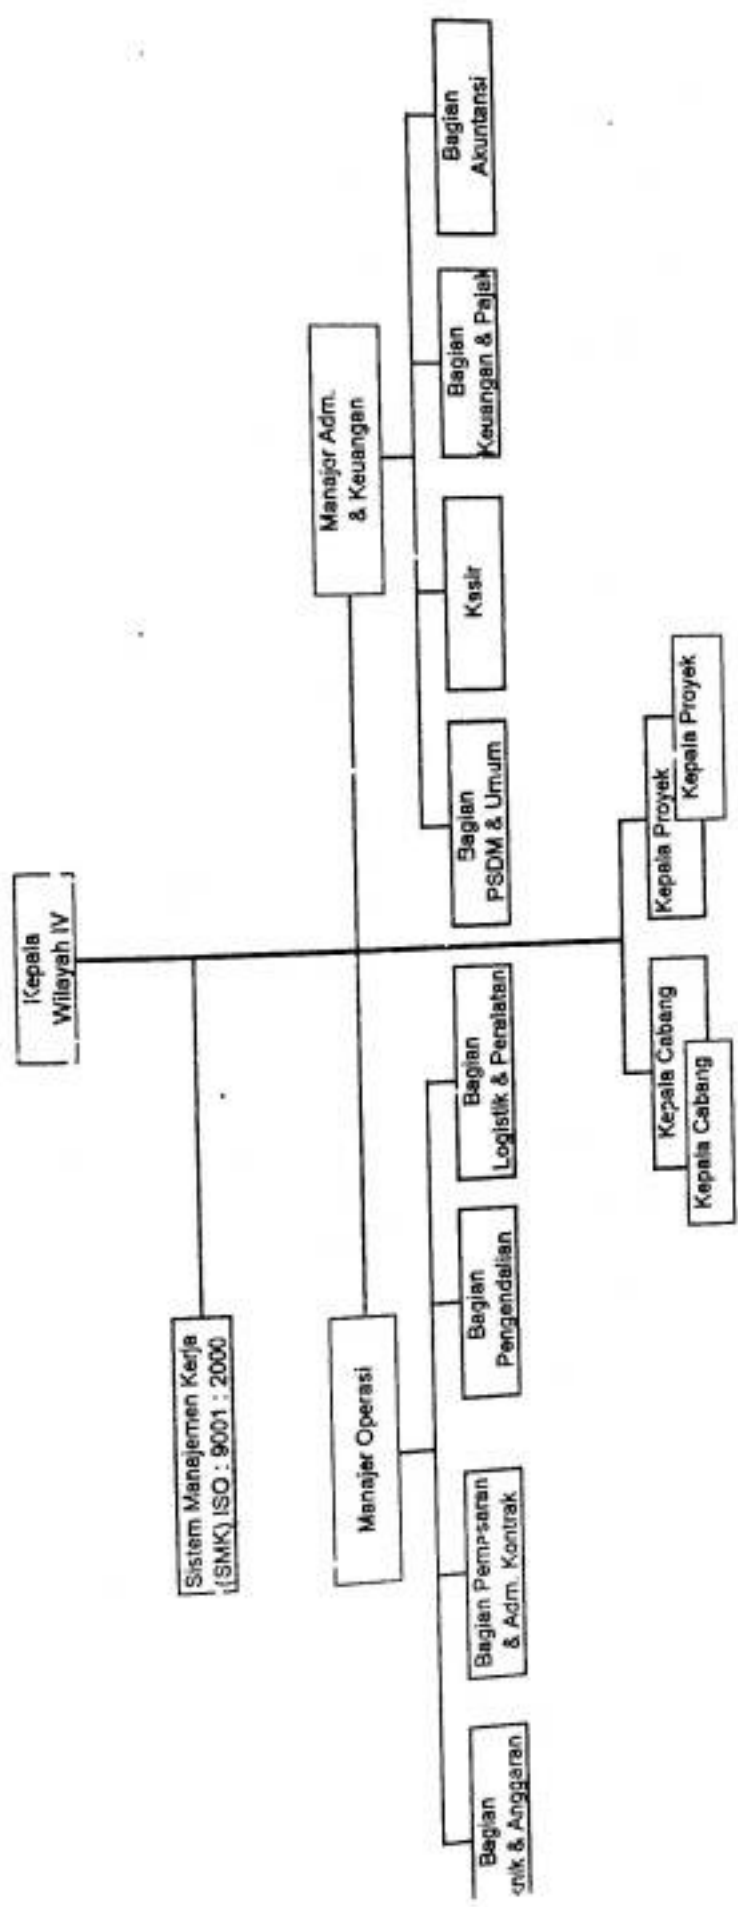 Kepala
Wilayah IV
Sistem Manajemen Kerja
(SMK) ISO : 9001 : 2000
Manajer Operasi
Manajor Adm.
& Keuangan
Bagian
& Anggaran
Bagian Pemasaran
& Adm. Kontrak
Bagian
Pengendalian
Bagian
Logistik & Peralatan
Bagian
PSDM & Umum
Kasir
Bagian
Keuangan & Pajak
Bagian
Akuntansi
Kepala Cabang
Kepala Cabang
Kepala Proyek
Kepala Proyek